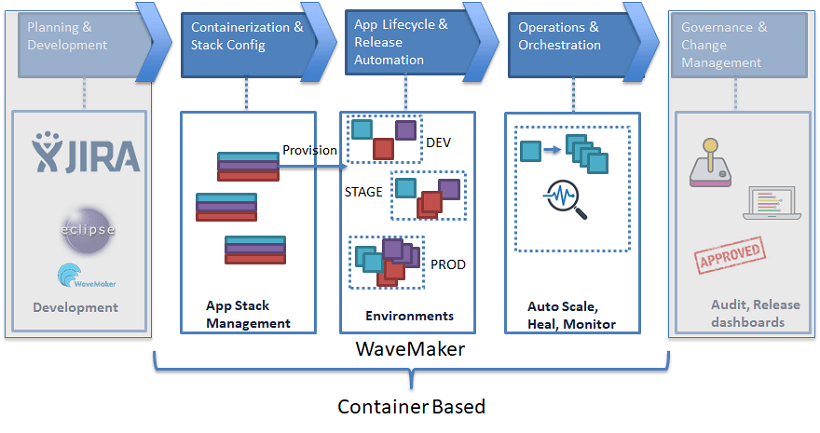 Planning &
Development
Containerization &
Stack Config
App Lifecycle &
Release
Automation
Operations &
Orchestration
Governance &
Change
Management
JIRA
eclipse
WaveMaker
Development
Provision
App Stack
Management
DEV
STAGE
PROD
Environments
Auto Scale,
Heal, Monitor
APPROVED
Audit, Release
dashboards
WaveMaker
Container Based